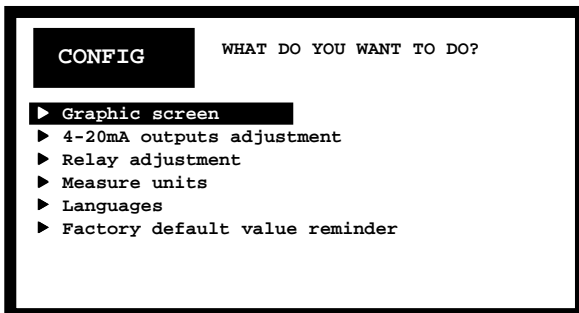 CONFIG
WHAT DO YOU WANT TO DO?
Graphic screen
4-20mA outputs adjustment
Relay adjustment
Measure units
Languages
Factory default value reminder